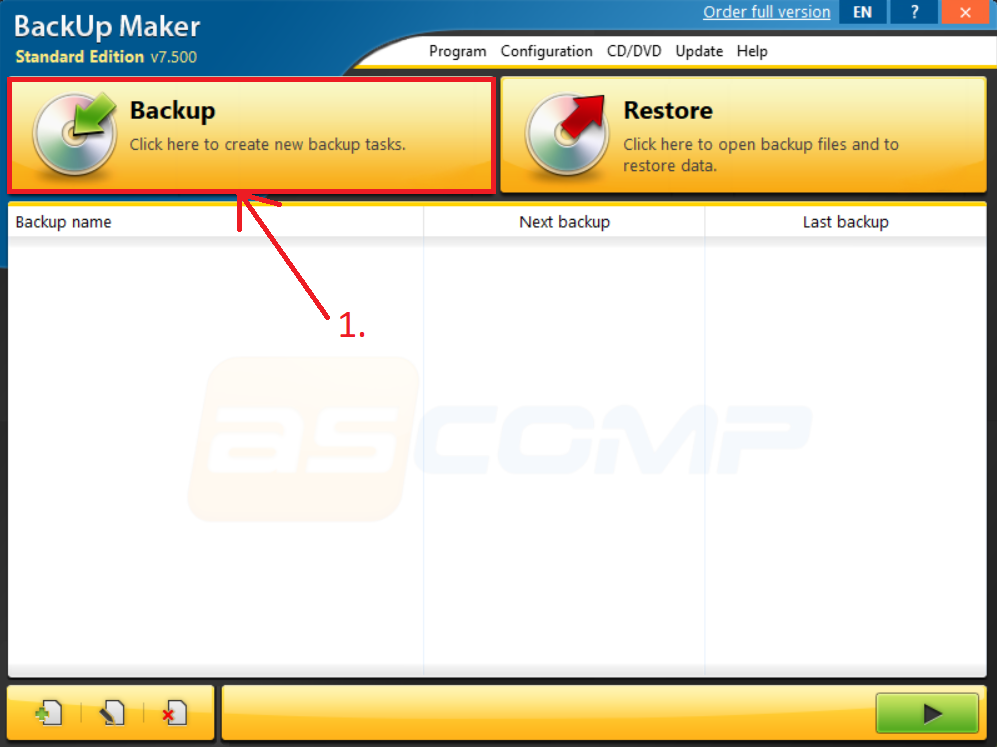 Order full version EN ?
BackUp Maker
Standard Edition v7.500
Program Configuration CD/DVD Update Help
Backup
Click here to create new backup tasks.
Restore
Click here to open backup files and to
restore data.
Backup name Next backup Last backup
1.
ascomp